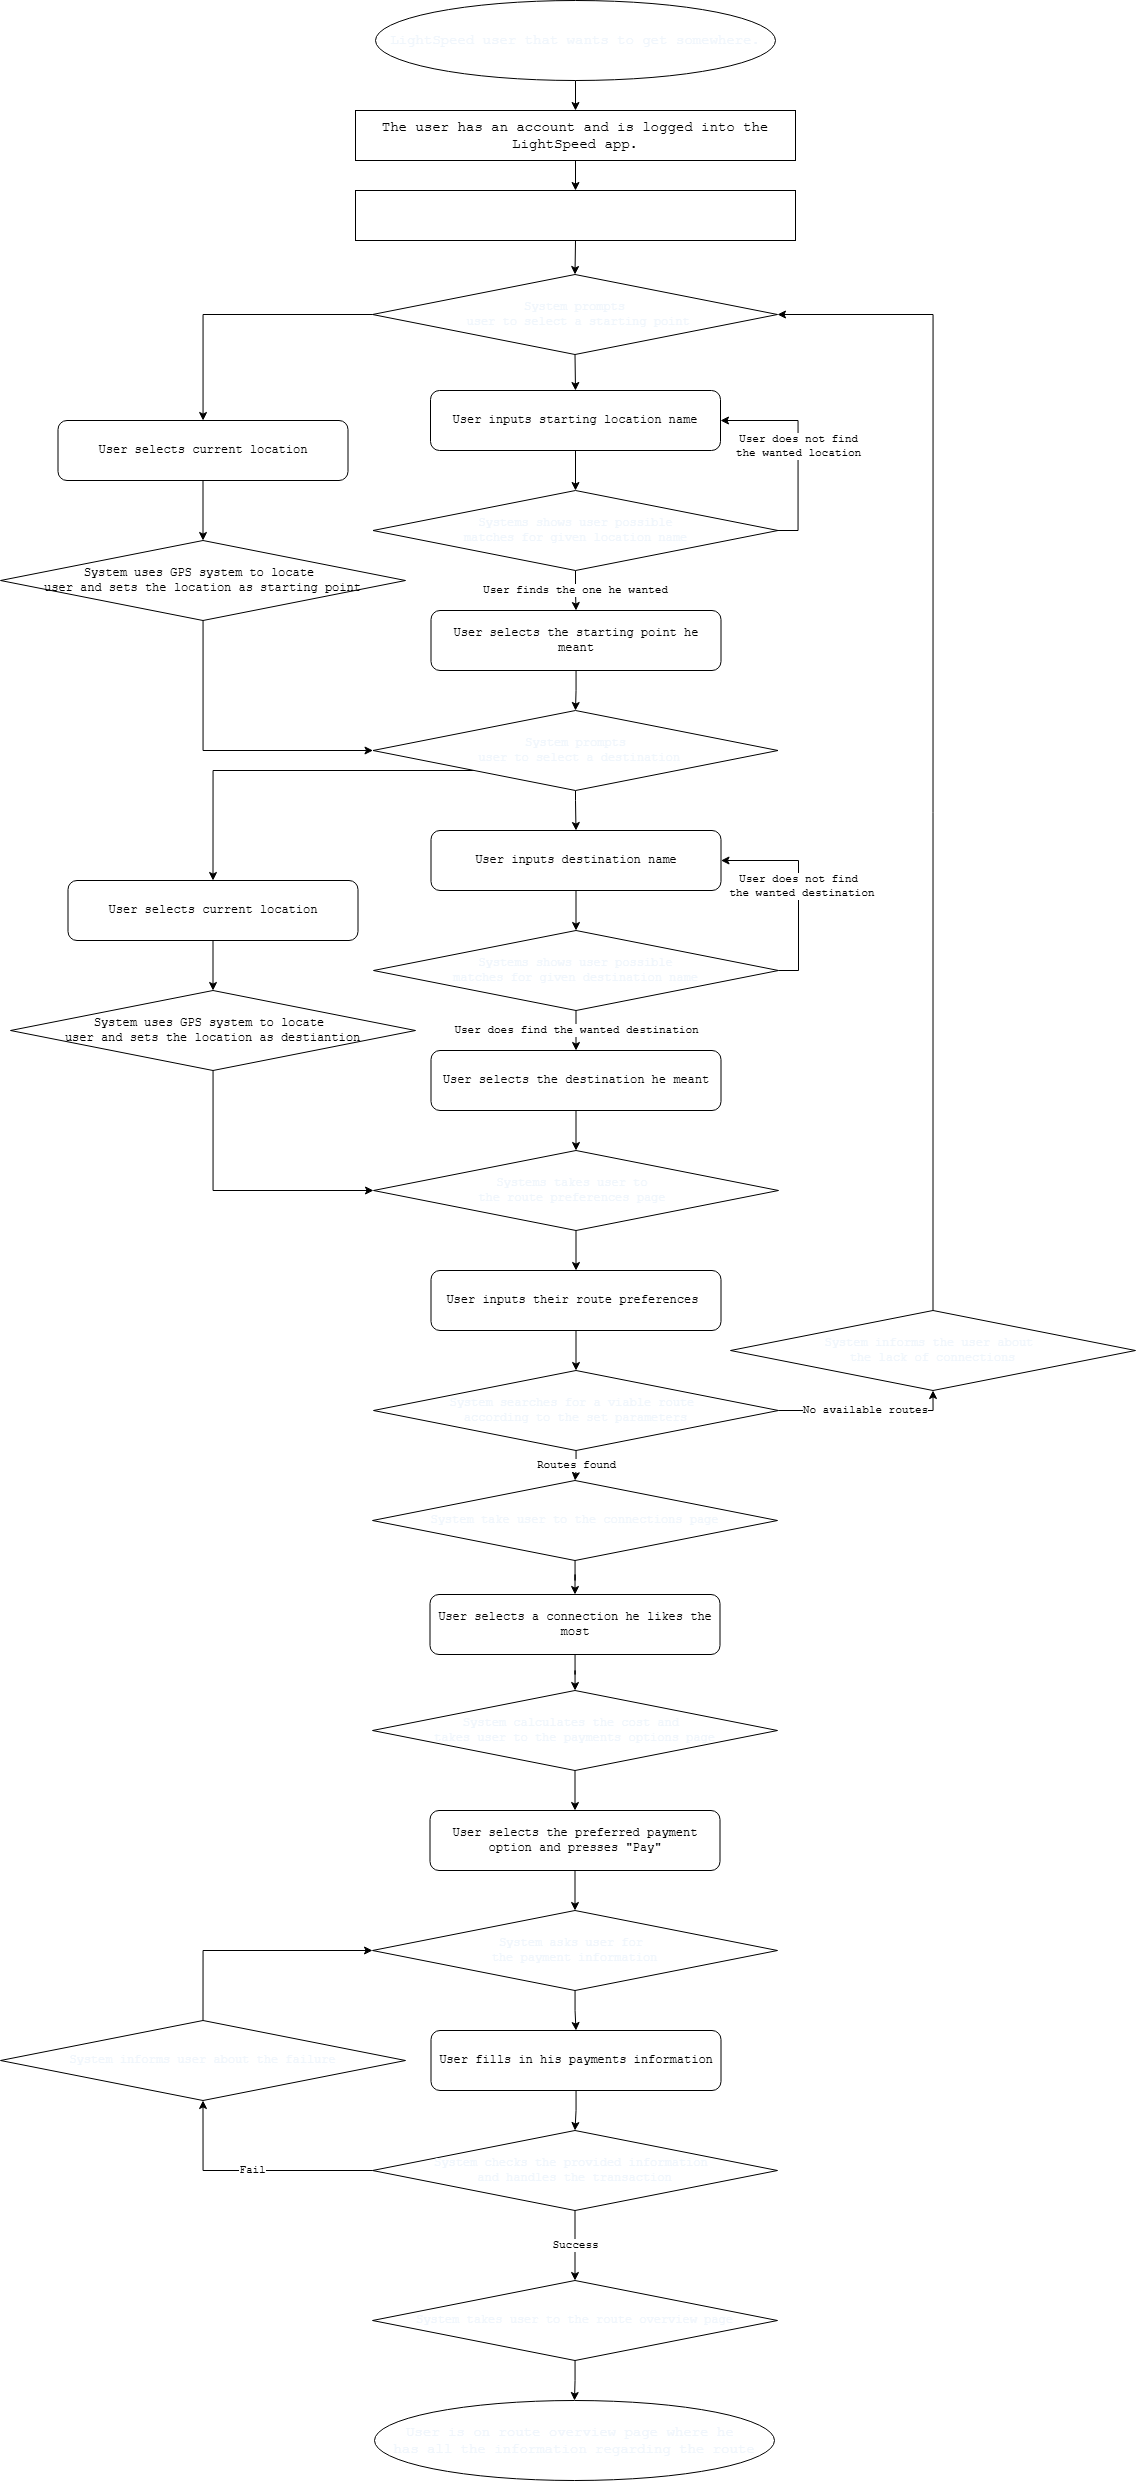 LightSpeed user that wants to get somewhere.
The user has an account and is logged into the
LightSpeed app.
System prompts
user to select a starting point
User inputs starting location name
User does not find
the wanted location
User selects current location
Systems shows user possible
matches for given location name
System uses GPS system to locate
user and sets the location as starting point
User finds the one he wanted
User selects the starting point he
meant
System prompts
user to select a destination
User inputs destination name
User does not find
the wanted destination
User selects current location
Systems shows user possible
matches for given destination name
System uses GPS system to locate
user and sets the location as destiantion
User does find the wanted destination
User selects the destination he meant
Systems takes user to
the route preferences page
User inputs their route preferences
System informs the user about
the lack of connections
System searches for a viable route
according to the set parameters
No available routes
Routes found
System take user to the connections page
User selects a connection he likes the
most
System calculates the cost and
takes user to the payments options page
User selects the preferred payment
option and presses "Pay"
System asks user for
the payment information
User fills in his payments information
System informs user about the failure
System checks the provided information
and handles the transaction
Fail
Success
System takes user to the route overview page
User is on route overview page where he
has all the information regarding the route